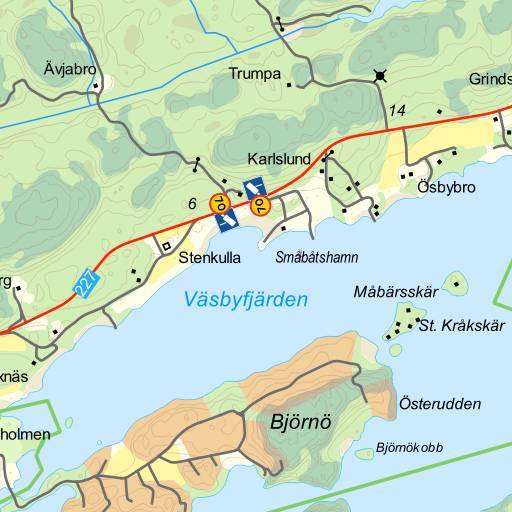 Ävjabro
Trumpa
Grinds
14
Karlslund
Ösbybro
6
70
70
Stenkulla
Småbåtshamn
227
rg
Väsbyfjärden
Måbärsskär
St. Kråkskär
xnäs
Björnö
Österudden
holmen
Björnökobb